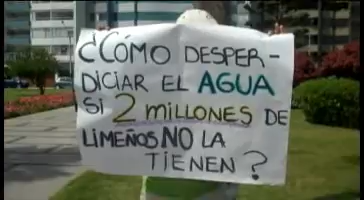 ¿CÓMO DESPER-
DICIAR EL AGUA
SI 2 MILLONES DE
LIMEÑOS NO LA
TIENEN?